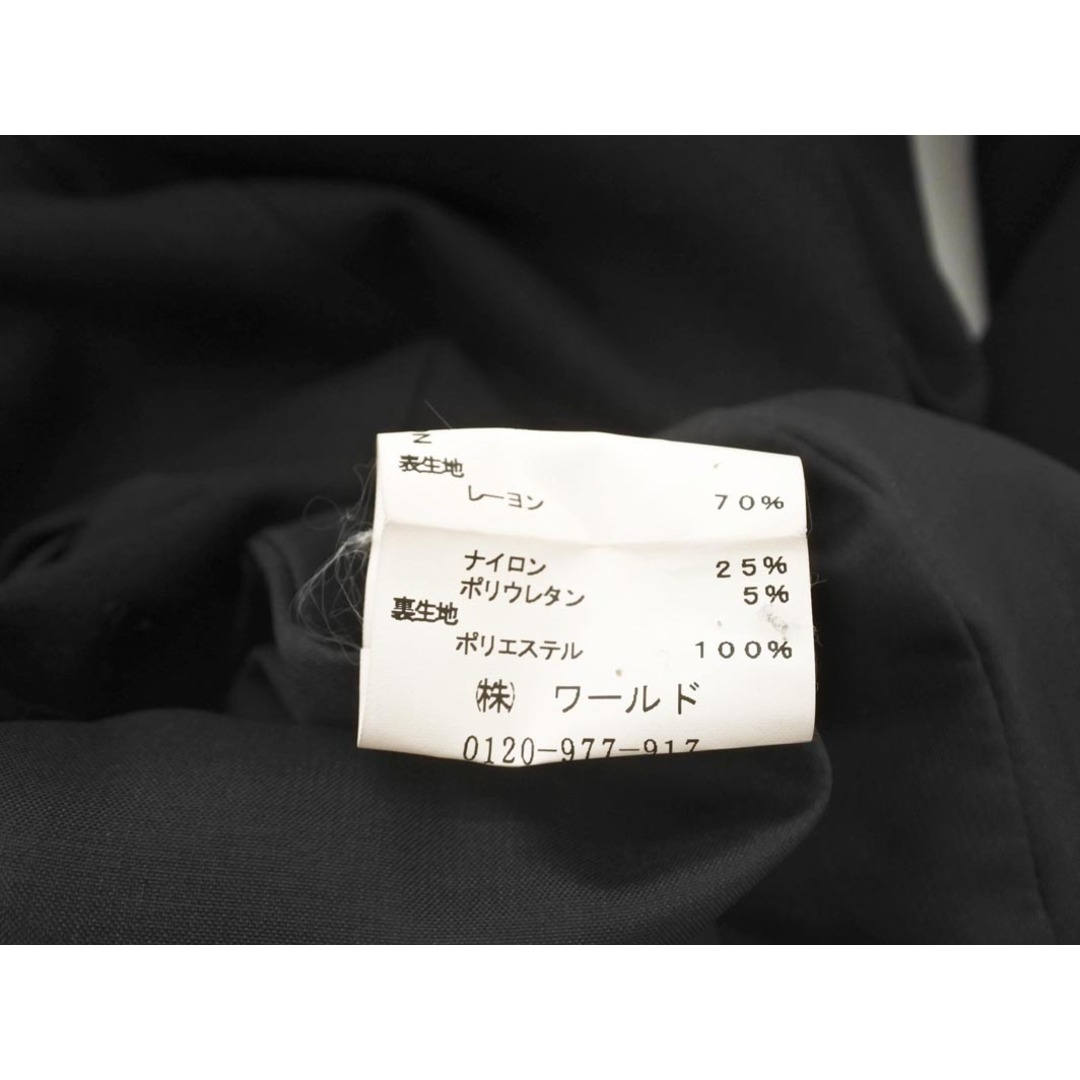 表生地
レーヨン 70%
ナイロン 25%
ポリウレタン 5%
裏生地
ポリエステル 100%
㈱ ワールド
0120-977-917